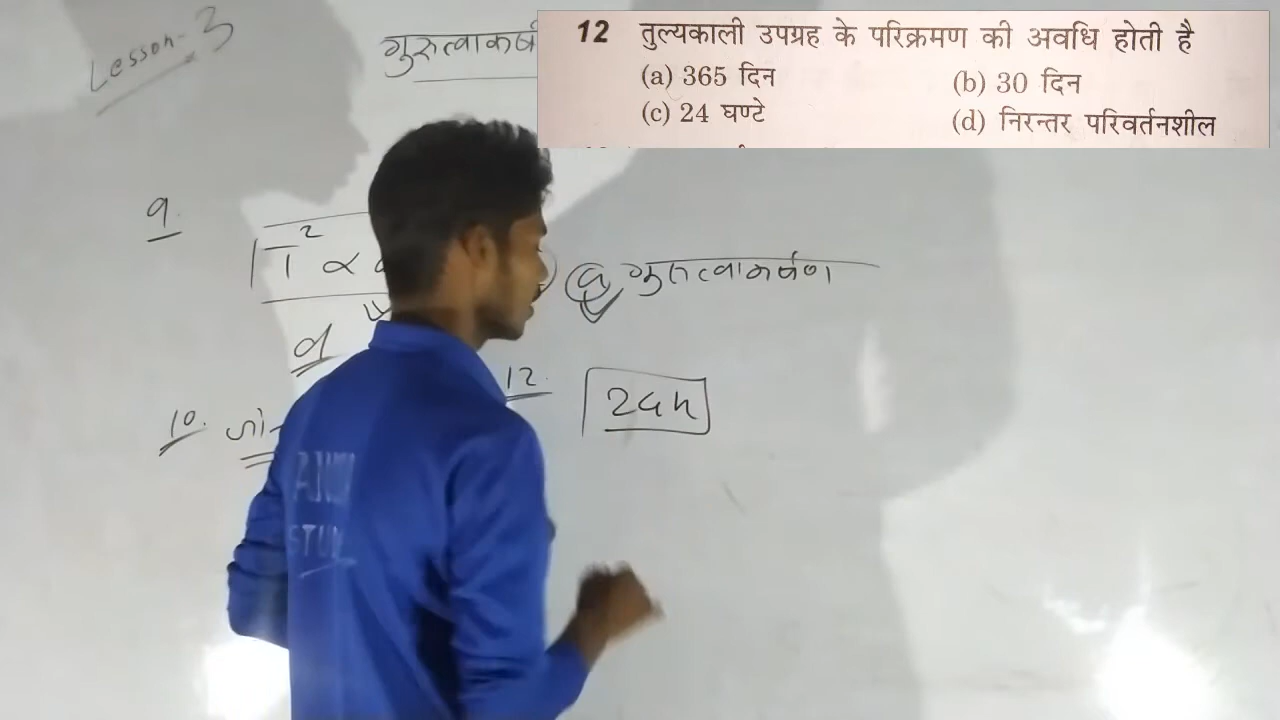 Lesson-3
गुरुत्वाकर्ष
12 तुल्यकाली उपग्रह के परिक्रमण की अवधि होती है
(a) 365 दिन (b) 30 दिन
(c) 24 घण्टे (d) निरन्तर परिवर्तनशील
9.
T² ∝
गुरुत्वाकर्षण
d
12. 24h
10.